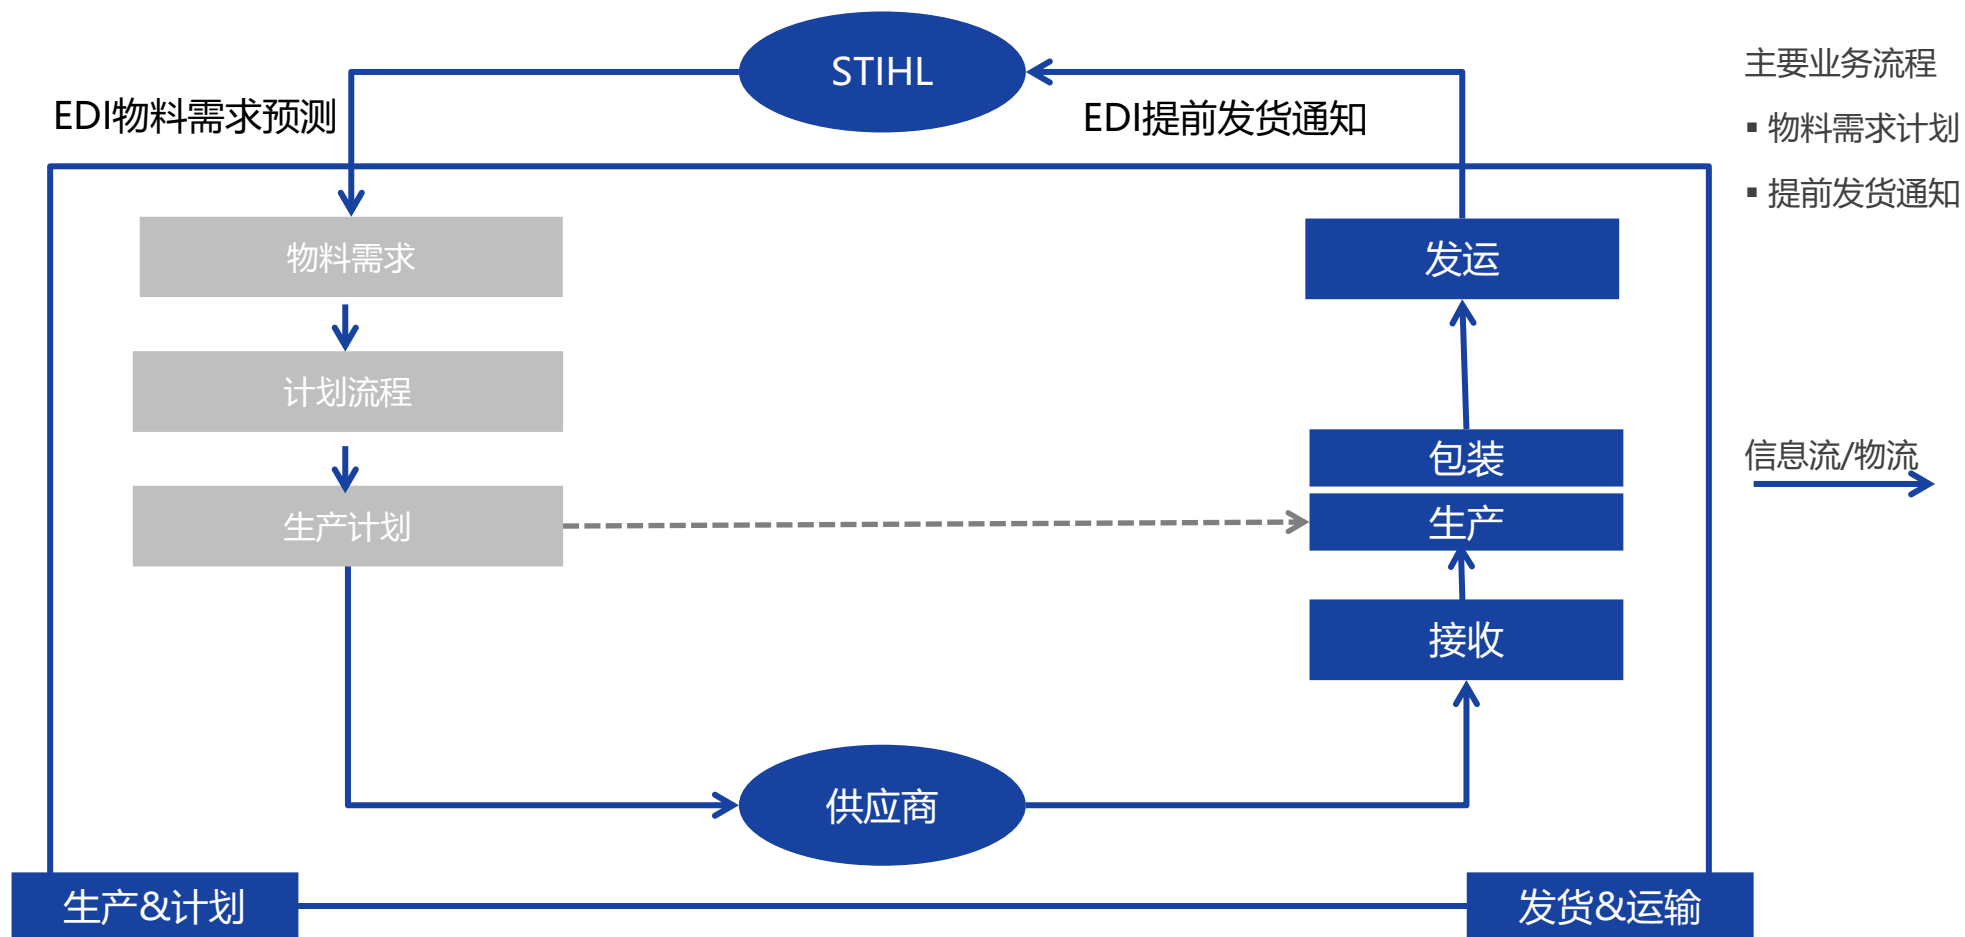 STIHL
EDI物料需求预测
EDI提前发货通知
主要业务流程
▪ 物料需求计划
▪ 提前发货通知
物料需求
发运
计划流程
包装
信息流/物流
生产计划
生产
接收
供应商
生产&计划
发货&运输